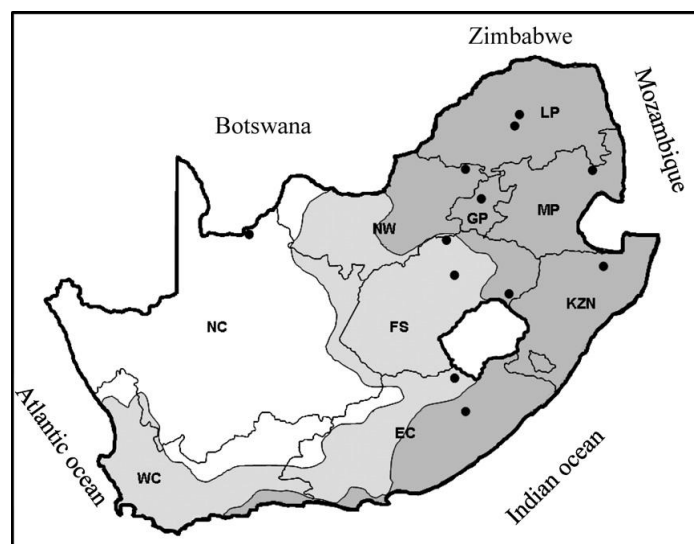 Zimbabwe
Mozambique
Botswana
LP
NW
GP
MP
NC
FS
KZN
EC
WC
Atlantic ocean
Indian ocean